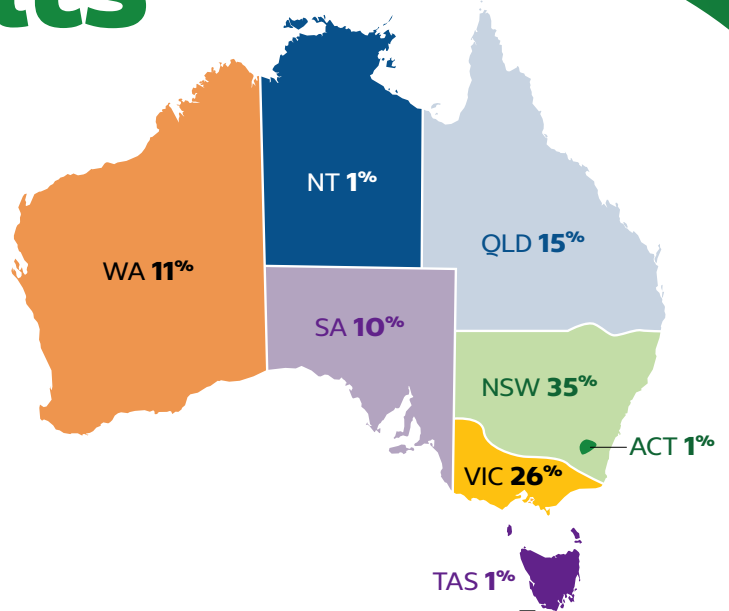 NT 1%
QLD 15%
WA 11%
SA 10%
NSW 35%
ACT 1%
VIC 26%
TAS 1%